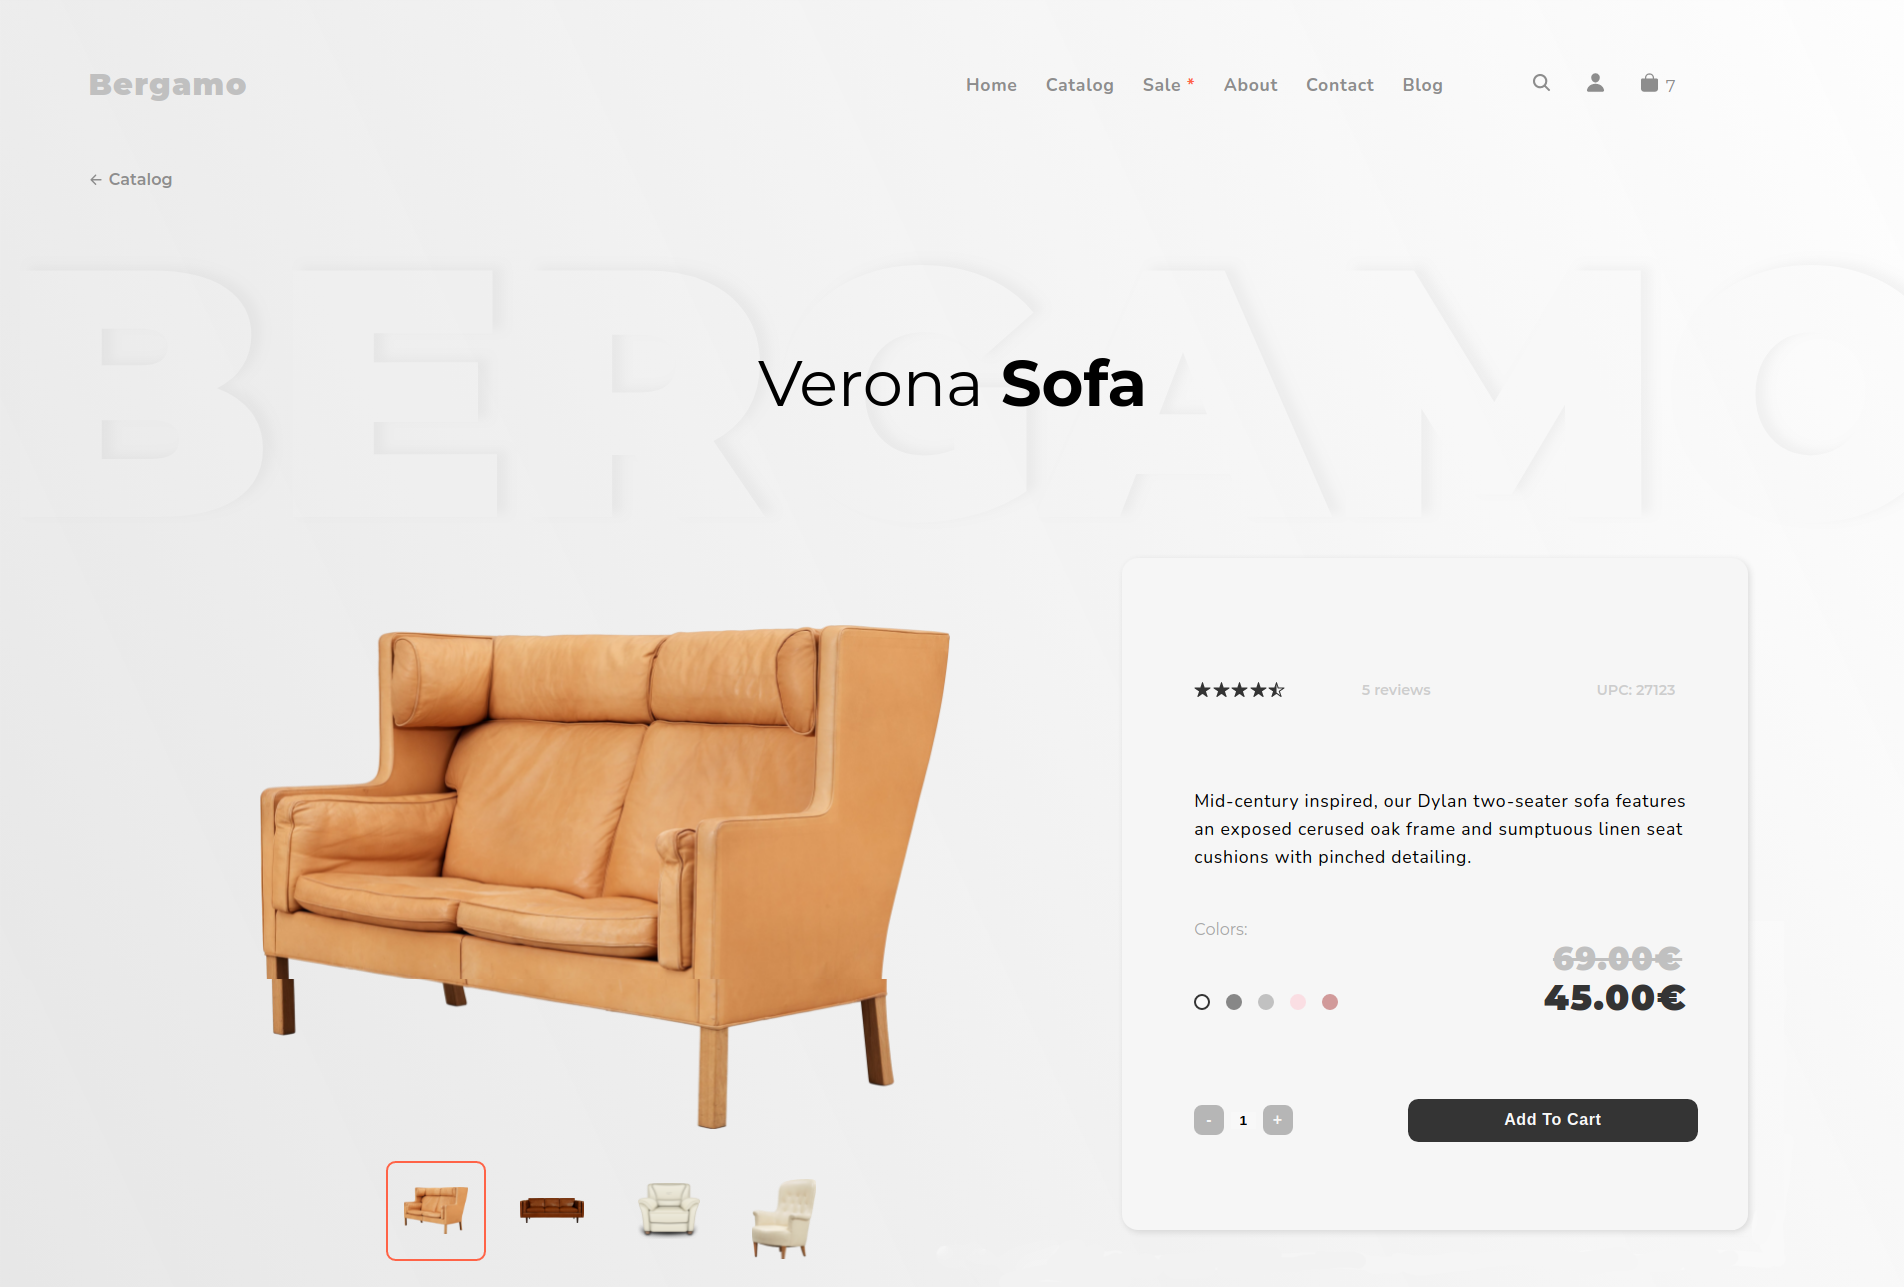 Bergamo
Home Catalog Sale * About Contact Blog 7
← Catalog
BERGAMO
Verona Sofa
5 reviews UPC: 27123
Mid-century inspired, our Dylan two-seater sofa features
an exposed cerused oak frame and sumptuous linen seat
cushions with pinched detailing.
Colors:
69.00€
45.00€
- 1 + Add To Cart